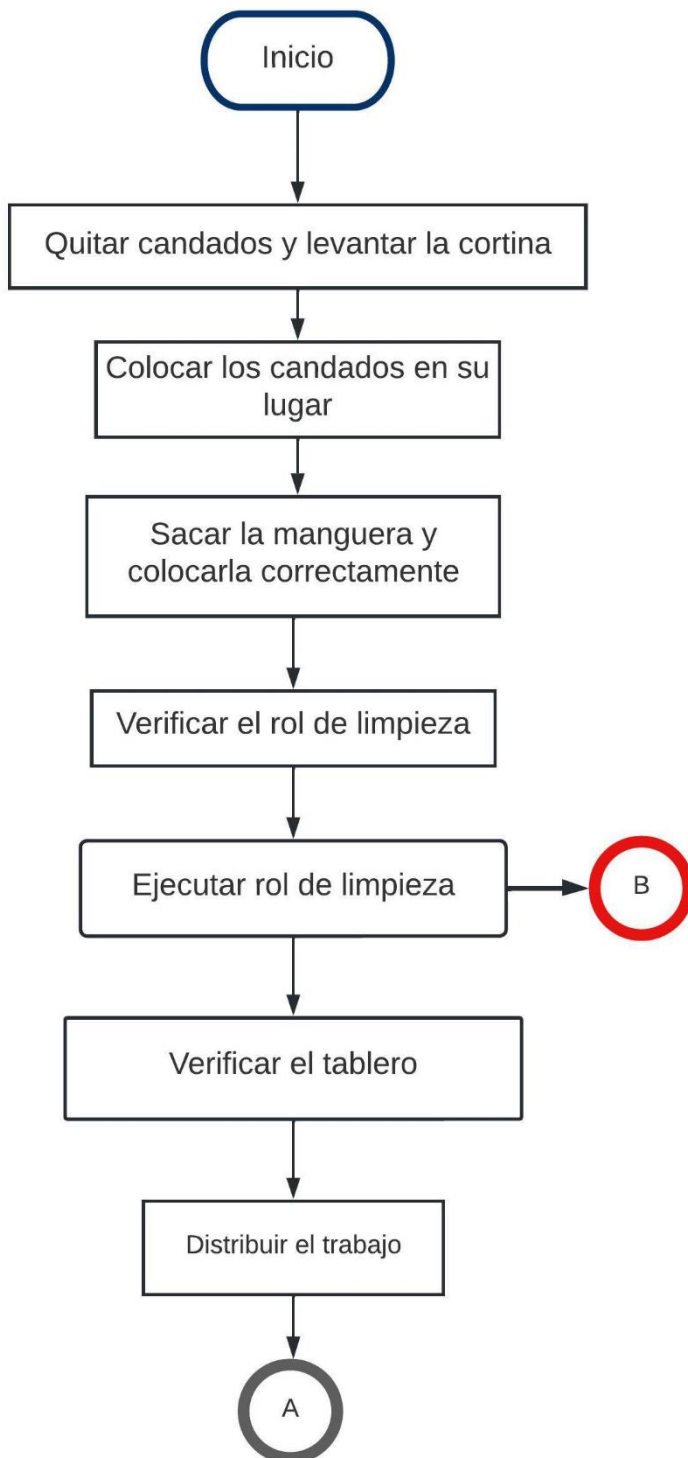 Inicio
Quitar candados y levantar la cortina
Colocar los candados en su
lugar
Sacar la manguera y
colocarla correctamente
Verificar el rol de limpieza
Ejecutar rol de limpieza
B
Verificar el tablero
Distribuir el trabajo
A